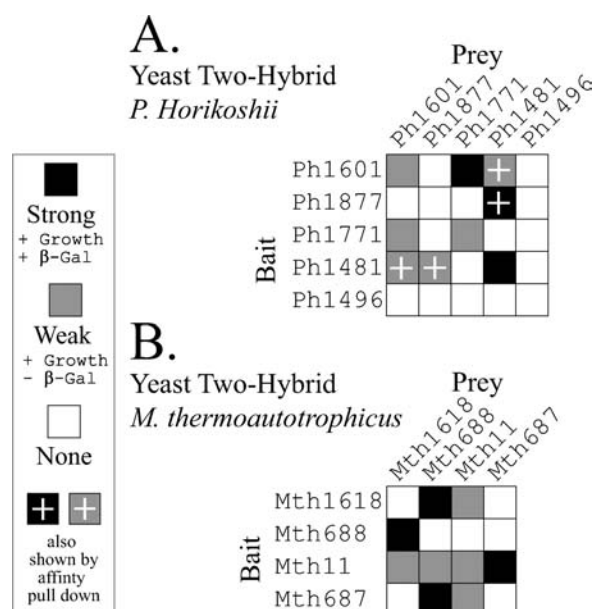 A.
Yeast Two-Hybrid
P. Horikoshii
Prey
Ph1601
Ph1877
Ph1771
Ph1481
Ph1496
Bait
Ph1601
Ph1877
Ph1771
Ph1481
Ph1496
Strong
+ Growth
+ β-Gal
Weak
+ Growth
- β-Gal
None
also
shown by
affinity
pull down
B.
Yeast Two-Hybrid
M. thermoautotrophicus
Prey
Mth1618
Mth688
Mth11
Mth687
Bait
Mth1618
Mth688
Mth11
Mth687